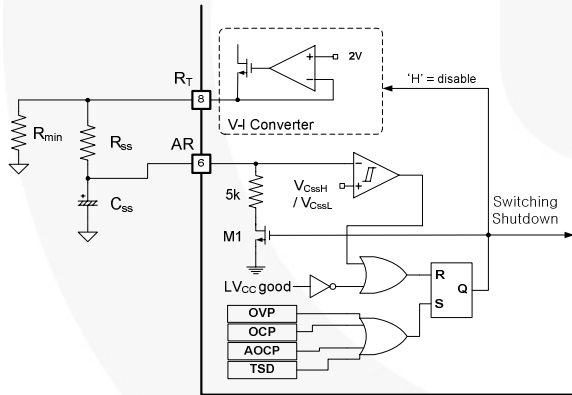 R_T
8
2V
+
−
V-I Converter
'H' = disable
R_min
R_ss
AR
6
C_ss
+
5k
V_CssH
/ V_CssL
−
+
M1
Switching
Shutdown
LV_CC good
R
Q
S
OVP
OCP
AOCP
TSD